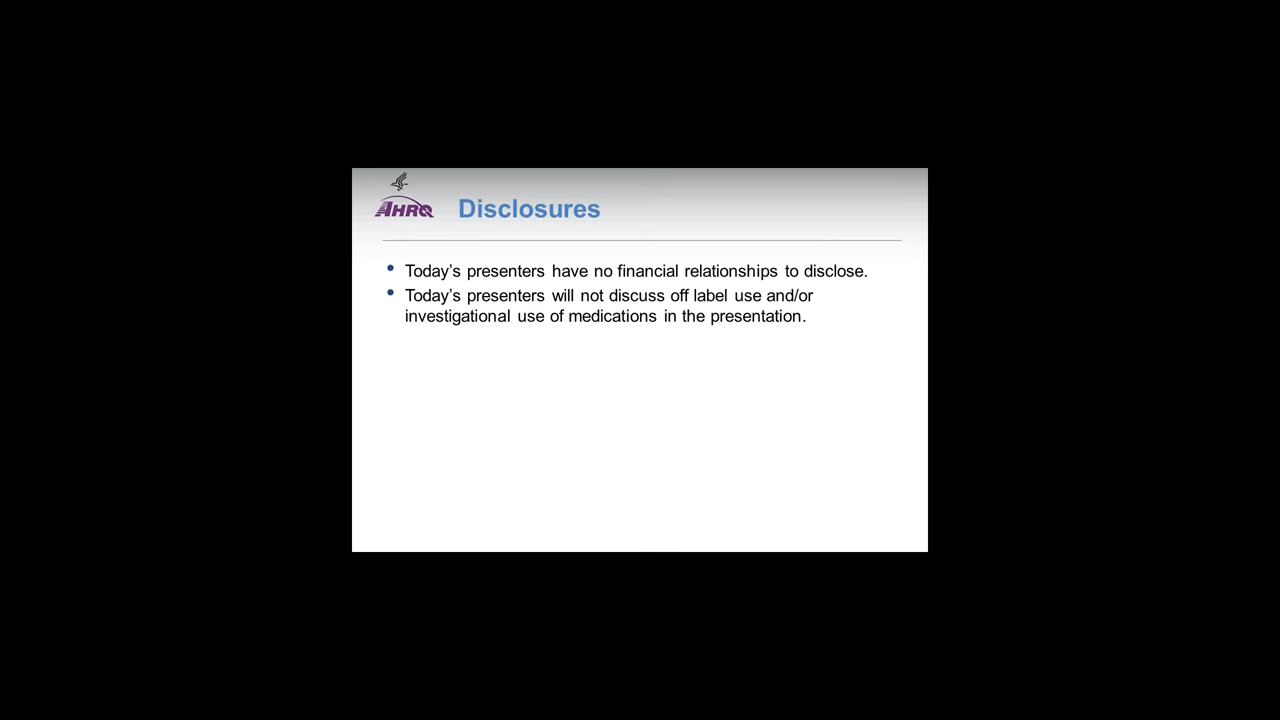 AHRQ
Disclosures
• Today’s presenters have no financial relationships to disclose.
• Today’s presenters will not discuss off label use and/or
investigational use of medications in the presentation.